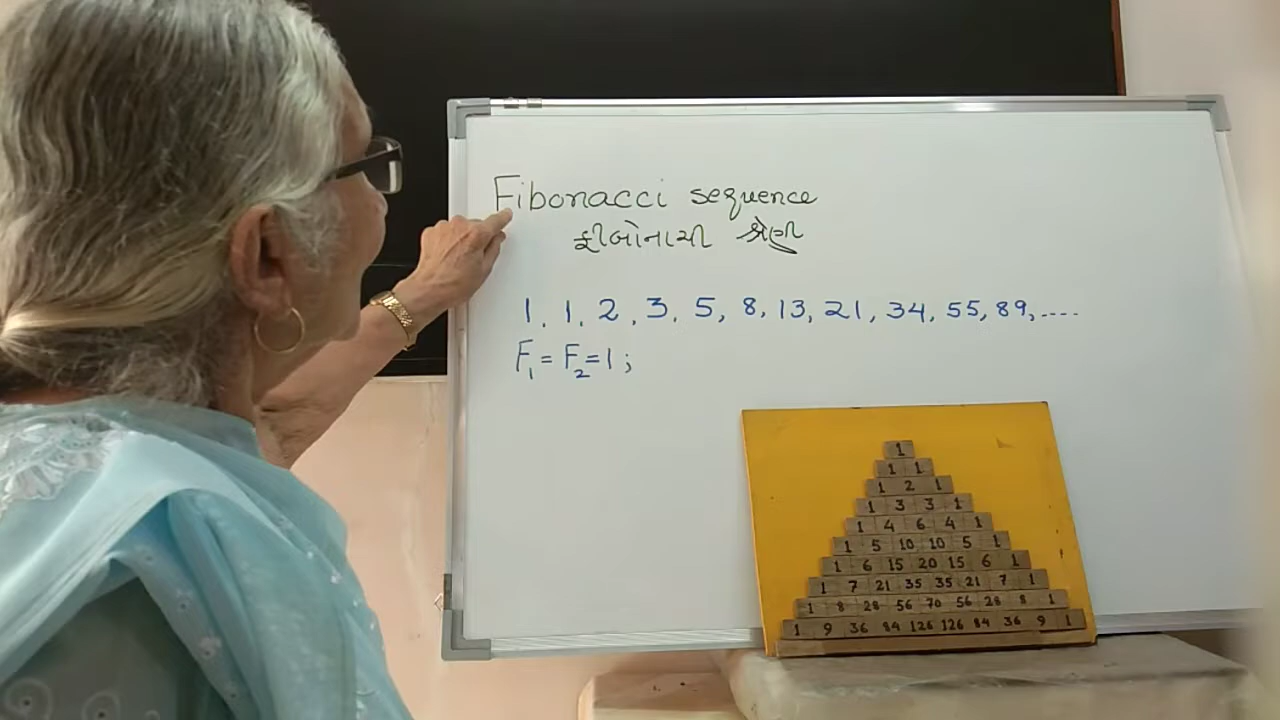 Fibonacci sequence
ફીબોનાચી શ્રેણી
1, 1, 2, 3, 5, 8, 13, 21, 34, 55, 89, ....
F₁ = F₂ = 1 ;
1
1 1
1 2 1
1 3 3 1
1 4 6 4 1
1 5 10 10 5 1
1 6 15 20 15 6 1
1 7 21 35 35 21 7 1
1 8 28 56 70 56 28 8 1
1 9 36 84 126 126 84 36 9 1